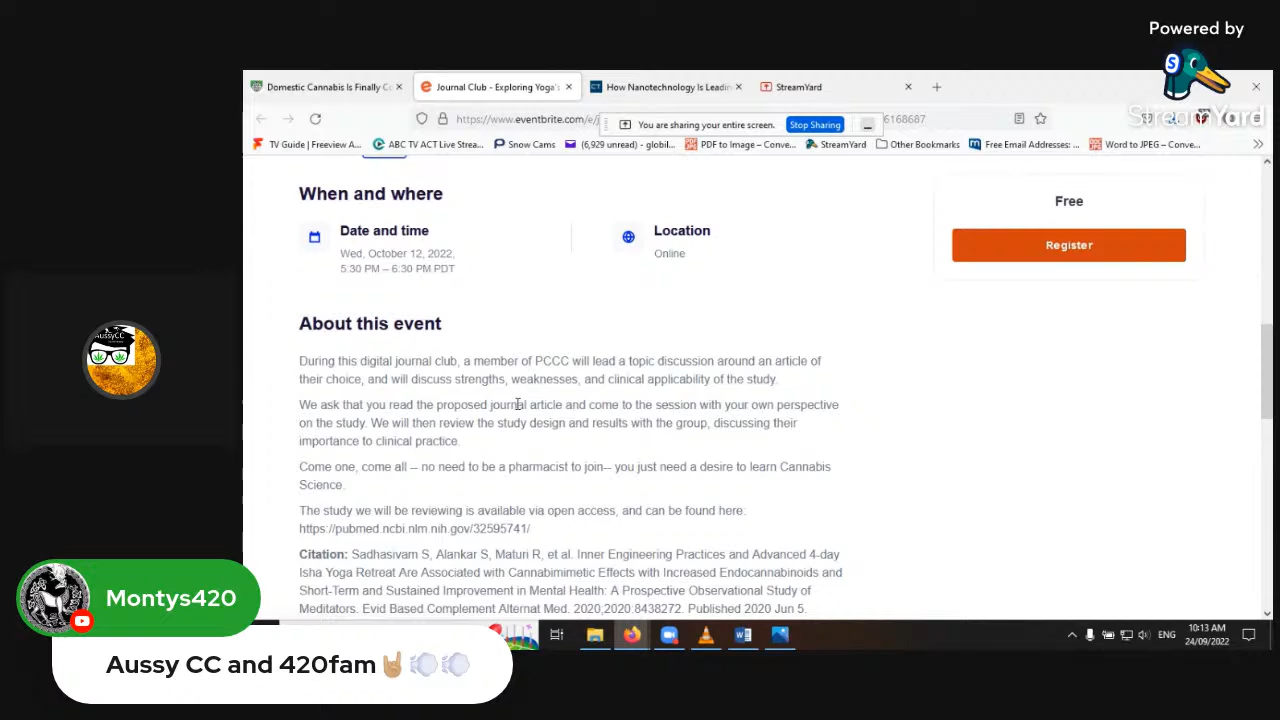 Powered by
StreamYard
Domestic Cannabis Is Finally Co
Journal Club - Exploring Yoga's
How Nanotechnology Is Leadin
StreamYard
https://www.eventbrite.com/e/j
You are sharing your entire screen.
Stop Sharing
6168687
TV Guide | Freeview A...
ABC TV ACT Live Strea...
Snow Cams
(6,929 unread) - globil...
PDF to Image – Conve...
StreamYard
Other Bookmarks
Free Email Addresses: ...
Word to JPEG – Conve...
When and where
Date and time
Wed, October 12, 2022,
5:30 PM – 6:30 PM PDT
Location
Online
Free
Register
About this event
During this digital journal club, a member of PCCC will lead a topic discussion around an article of
their choice, and will discuss strengths, weaknesses, and clinical applicability of the study.
We ask that you read the proposed journal article and come to the session with your own perspective
on the study. We will then review the study design and results with the group, discussing their
importance to clinical practice.
Come one, come all -- no need to be a pharmacist to join-- you just need a desire to learn Cannabis
Science.
The study we will be reviewing is available via open access, and can be found here:
https://pubmed.ncbi.nlm.nih.gov/32595741/
Citation: Sadhasivam S, Alankar S, Maturi R, et al. Inner Engineering Practices and Advanced 4-day
Isha Yoga Retreat Are Associated with Cannabimimetic Effects with Increased Endocannabinoids and
Short-Term and Sustained Improvement in Mental Health: A Prospective Observational Study of
Meditators. Evid Based Complement Alternat Med. 2020;2020:8438272. Published 2020 Jun 5.
ENG
10:13 AM
24/09/2022
AussyCC
Montys420
Aussy CC and 420fam🤘🏼💨💨